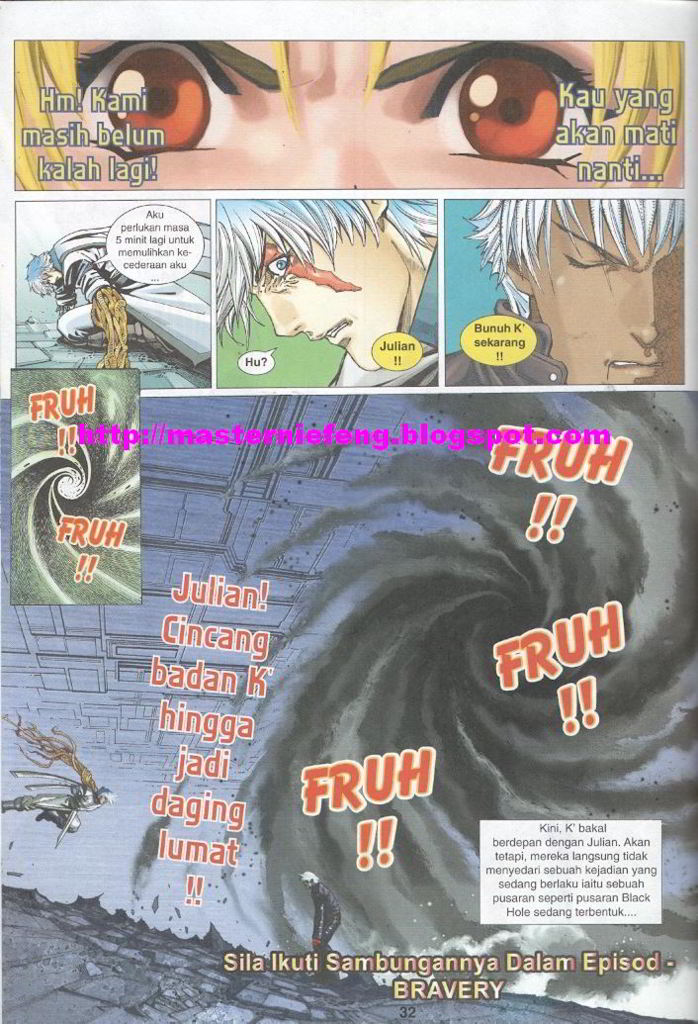 Hm! Kami
masih belum
kalah lagi!
Kau yang
akan mati
nanti...
Aku
perlukan masa
5 minit lagi untuk
memulihkan ke-
cederaan aku
...
Hu?
Julian
!!
Bunuh K'
sekarang
!!
FRUH
!!
FRUH
!!
http://masterniefeng.blogspot.com
FRUH
!!
FRUH
!!
FRUH
!!
Julian!
Cincang
badan K'
hingga
jadi
daging
lumat
!!
Kini, K' bakal
berdepan dengan Julian. Akan
tetapi, mereka langsung tidak
menyedari sebuah kejadian yang
sedang berlaku iaitu sebuah
pusaran seperti pusaran Black
Hole sedang terbentuk....
Sila Ikuti Sambungannya Dalam Episod -
BRAVERY
32